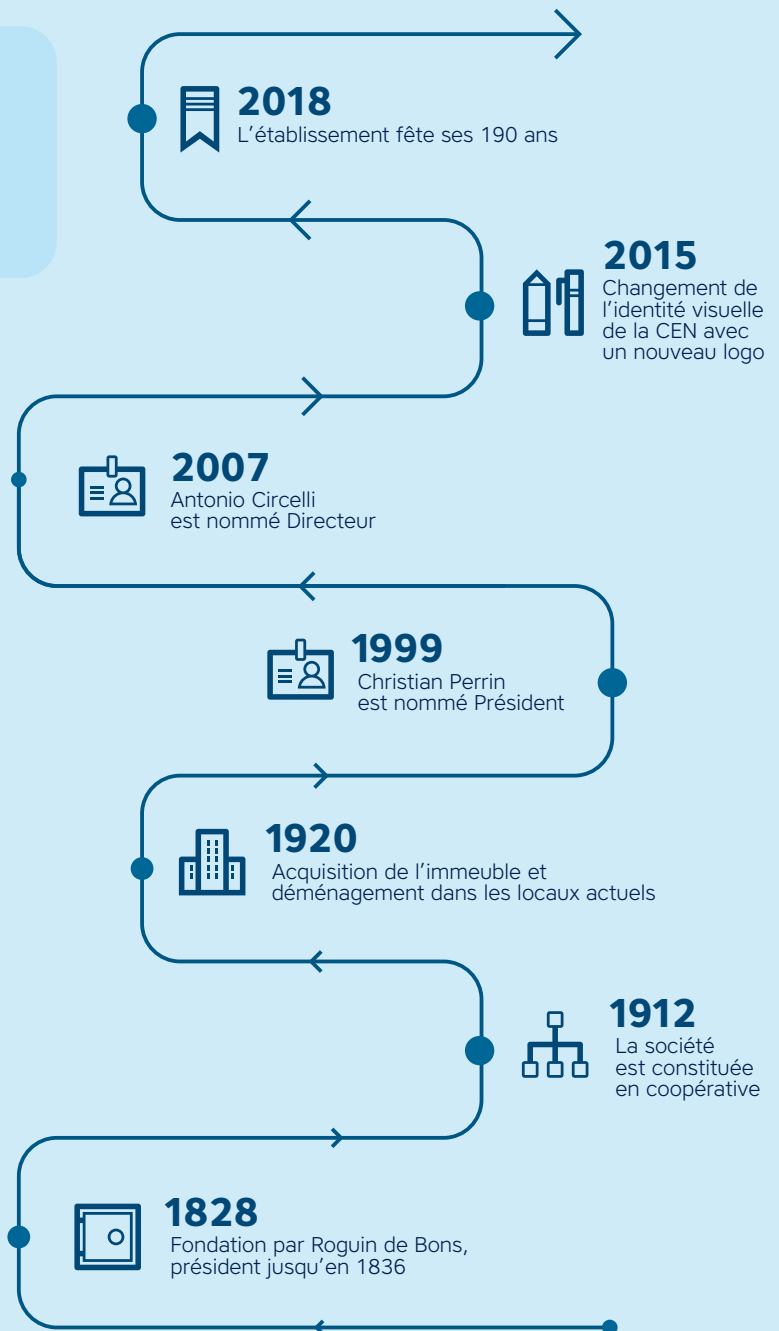 2018
L’établissement fête ses 190 ans
2015
Changement de
l’identité visuelle
de la CEN avec
un nouveau logo
2007
Antonio Circelli
est nommé Directeur
1999
Christian Perrin
est nommé Président
1920
Acquisition de l’immeuble et
déménagement dans les locaux actuels
1912
La société
est constituée
en coopérative
1828
Fondation par Roguin de Bons,
président jusqu’en 1836